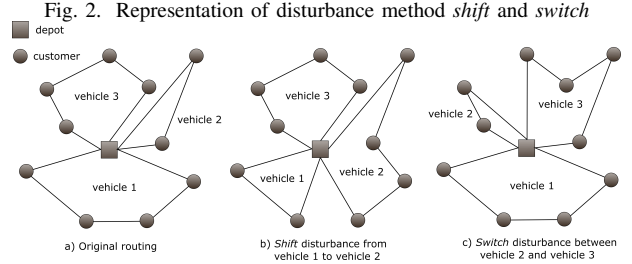 Fig. 2. Representation of disturbance method shift and switch
depot
customer
vehicle 3
vehicle 2
vehicle 1
a) Original routing
vehicle 3
vehicle 1
vehicle 2
b) Shift disturbance from
vehicle 1 to vehicle 2
vehicle 2
vehicle 3
vehicle 1
c) Switch disturbance between
vehicle 2 and vehicle 3